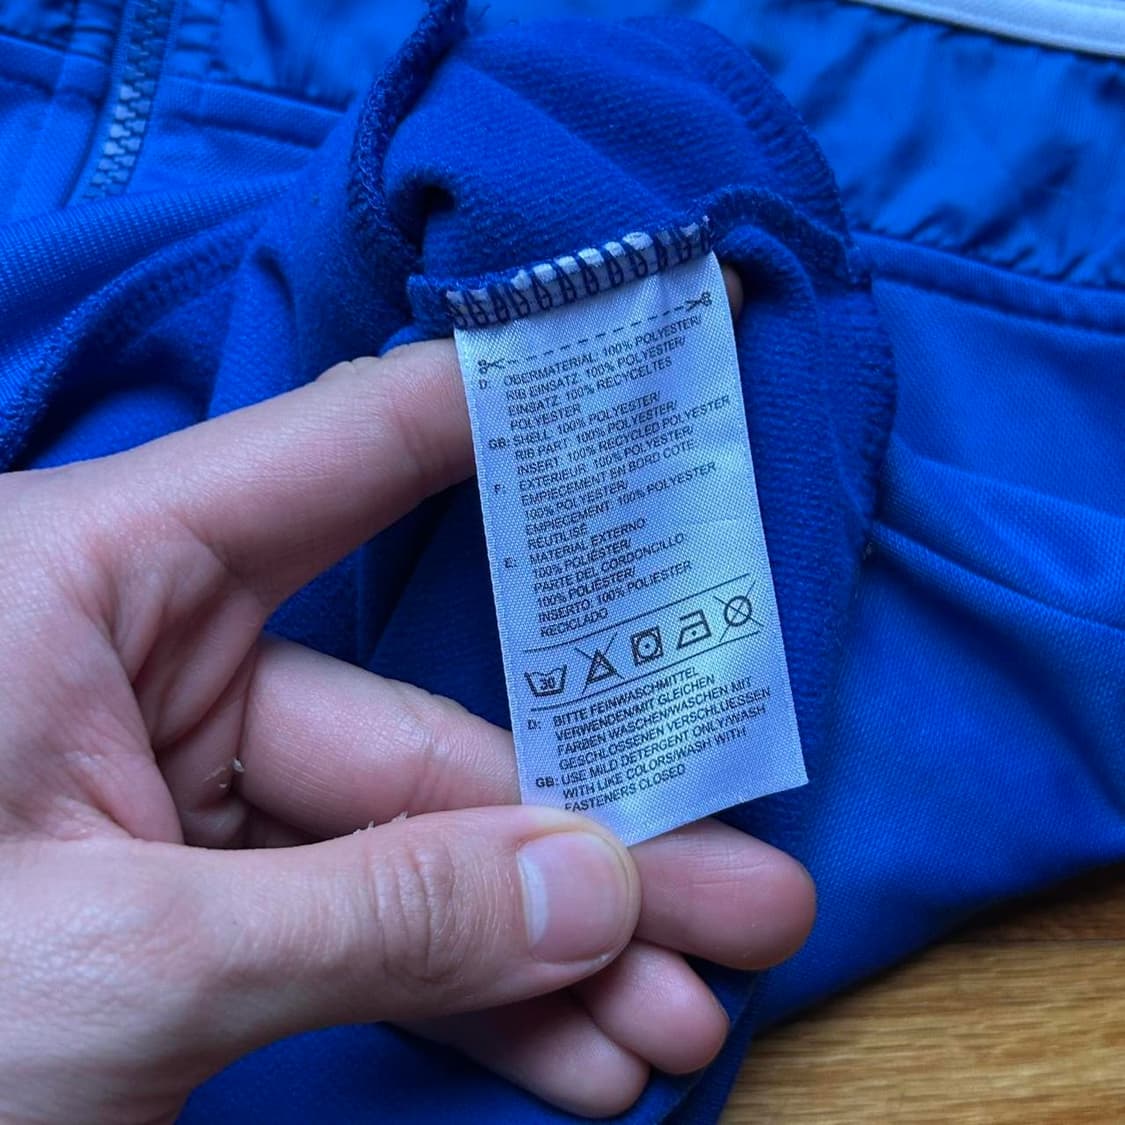 D: OBERMATERIAL, 100% POLYESTER/
RIB EINSATZ, 100% POLYESTER/
EINSATZ, 100% RECYCELTES
POLYESTER
GB: SHELL, 100% POLYESTER/
RIB PART: 100% POLYESTER/
INSERT, 100% RECYCLED POLYESTER
F: EXTERIEUR: 100% POLYESTER/
EMPIECEMENT EN BORD COTE
100% POLYESTER/
EMPIECEMENT: 100% POLYESTER
RÉUTILISÉ
E: MATERIAL EXTERNO
100% POLIÉSTER/
PARTE DEL CORDONCILLO:
100% POLIÉSTER/
INSERTO: 100% POLIESTER
RECICLADO
30
D: BITTE FEINWASCHMITTEL
VERWENDEN/MIT GLEICHEN
FARBEN WASCHEN/WASCHEN MIT
GESCHLOSSENEN VERSCHLUESSEN
GB: USE MILD DETERGENT ONLY/WASH
WITH LIKE COLORS/WASH WITH
FASTENERS CLOSED